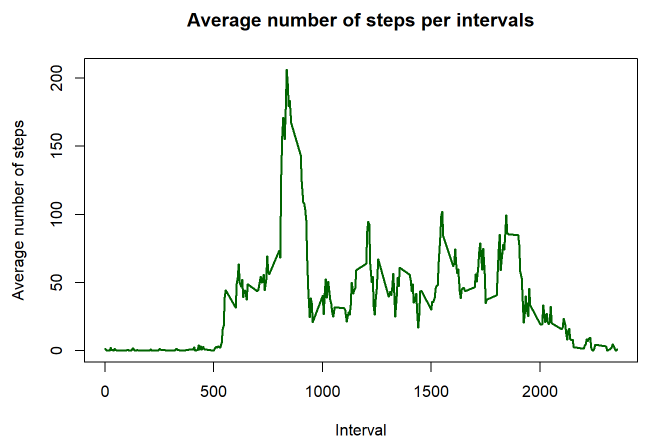 Average number of steps per intervals
Average number of steps
200
150
100
50
0
0 500 1000 1500 2000
Interval